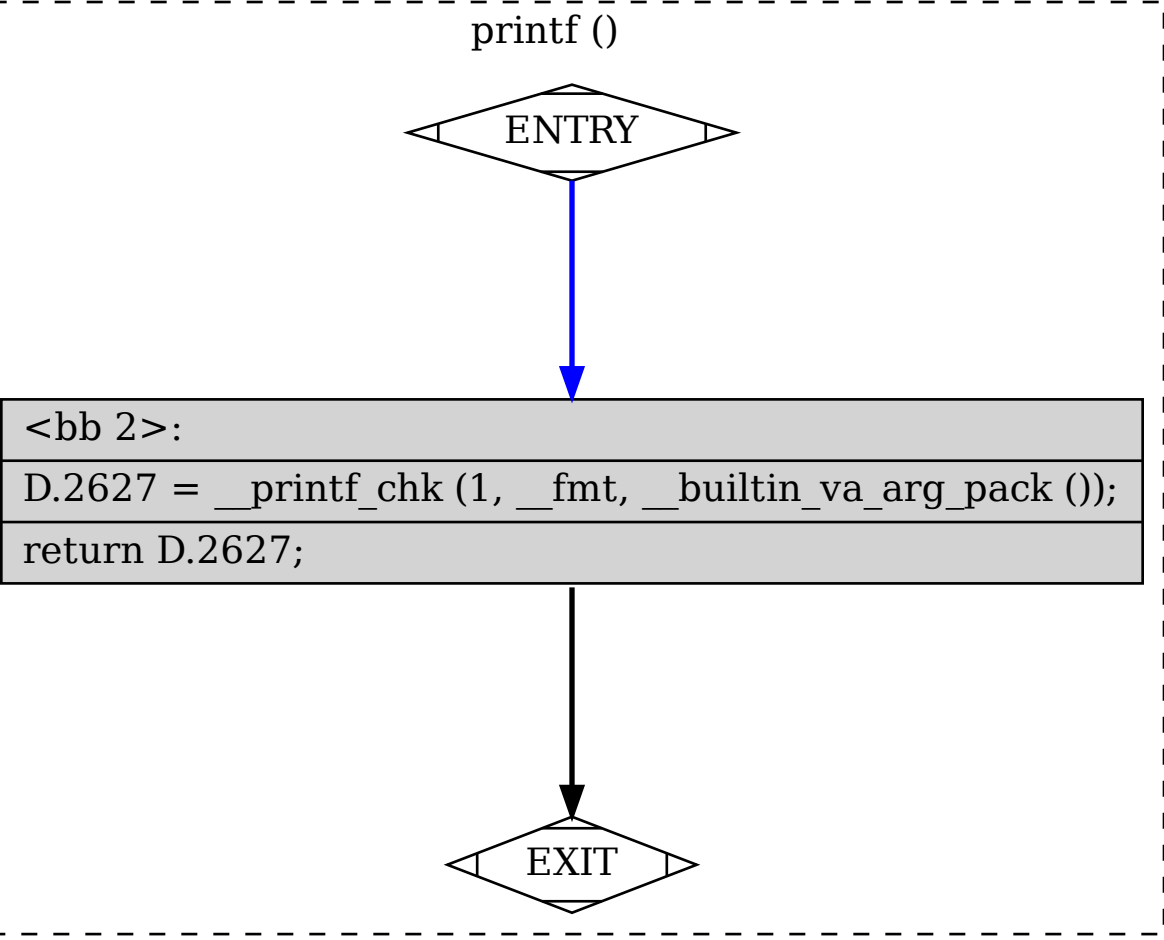 printf ()
ENTRY
<bb 2>:
D.2627 = __printf_chk (1, __fmt, __builtin_va_arg_pack ());
return D.2627;
EXIT